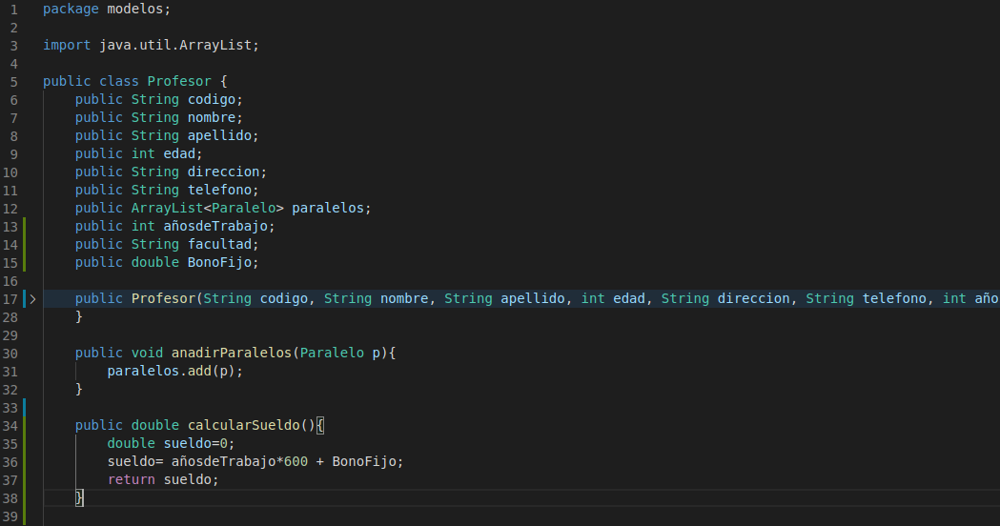 1 package modelos;
2
3 import java.util.ArrayList;
4
5 public class Profesor {
6 public String codigo;
7 public String nombre;
8 public String apellido;
9 public int edad;
10 public String direccion;
11 public String telefono;
12 public ArrayList<Paralelo> paralelos;
13 public int añosdeTrabajo;
14 public String facultad;
15 public double BonoFijo;
16
17 > public Profesor(String codigo, String nombre, String apellido, int edad, String direccion, String telefono, int año
28 }
29
30 public void anadirParalelos(Paralelo p){
31 paralelos.add(p);
32 }
33
34 public double calcularSueldo(){
35 double sueldo=0;
36 sueldo= añosdeTrabajo*600 + BonoFijo;
37 return sueldo;
38 }
39